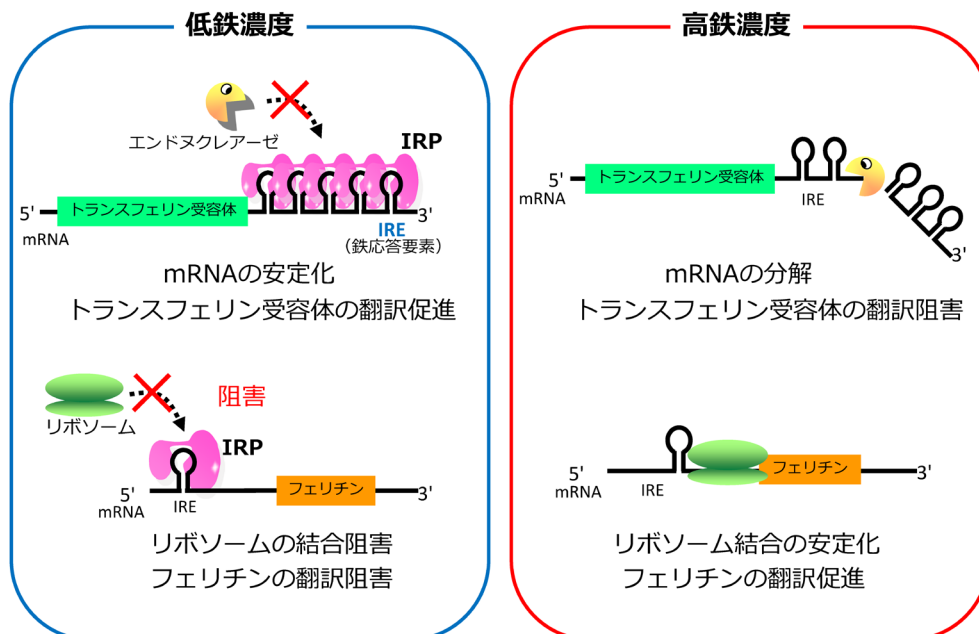 低鉄濃度
エンドヌクレアーゼ
IRP
トランスフェリン受容体
5'
3'
mRNA
IRE
(鉄応答要素)
mRNAの安定化
トランスフェリン受容体の翻訳促進
リボソーム
阻害
IRP
フェリチン
5'
3'
mRNA
IRE
リボソームの結合阻害
フェリチンの翻訳阻害
高鉄濃度
トランスフェリン受容体
5'
mRNA
IRE
3'
mRNAの分解
トランスフェリン受容体の翻訳阻害
フェリチン
5'
3'
mRNA
IRE
リボソーム結合の安定化
フェリチンの翻訳促進